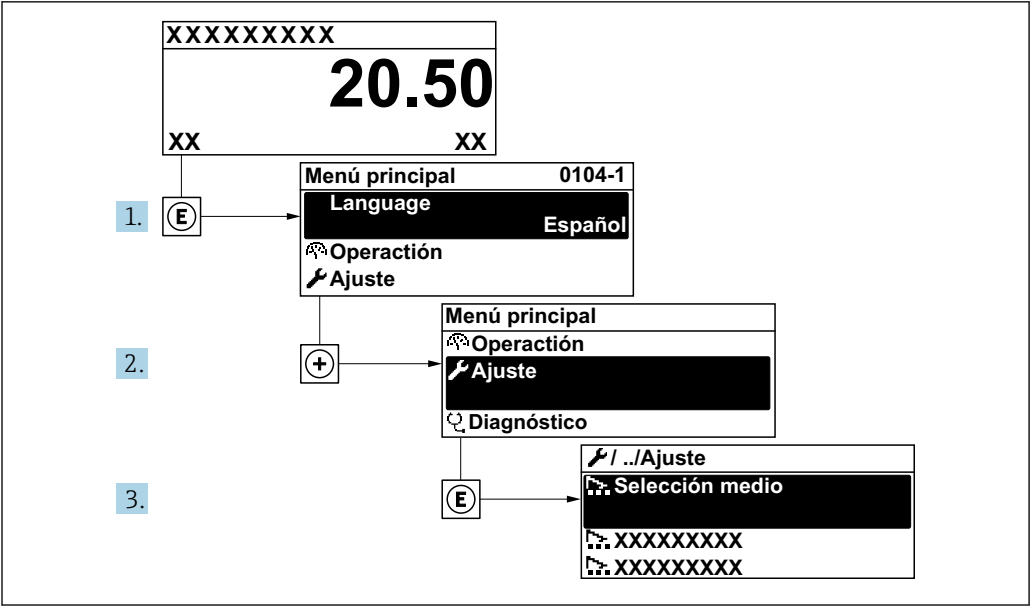 XXXXXXXXX
20.50
XX XX
Menú principal 0104-1
Language
Español
Operactión
Ajuste
1. E
Menú principal
Operactión
Ajuste
Diagnóstico
2. +
/ ../Ajuste
Selección medio
XXXXXXXXX
XXXXXXXXX
3. E